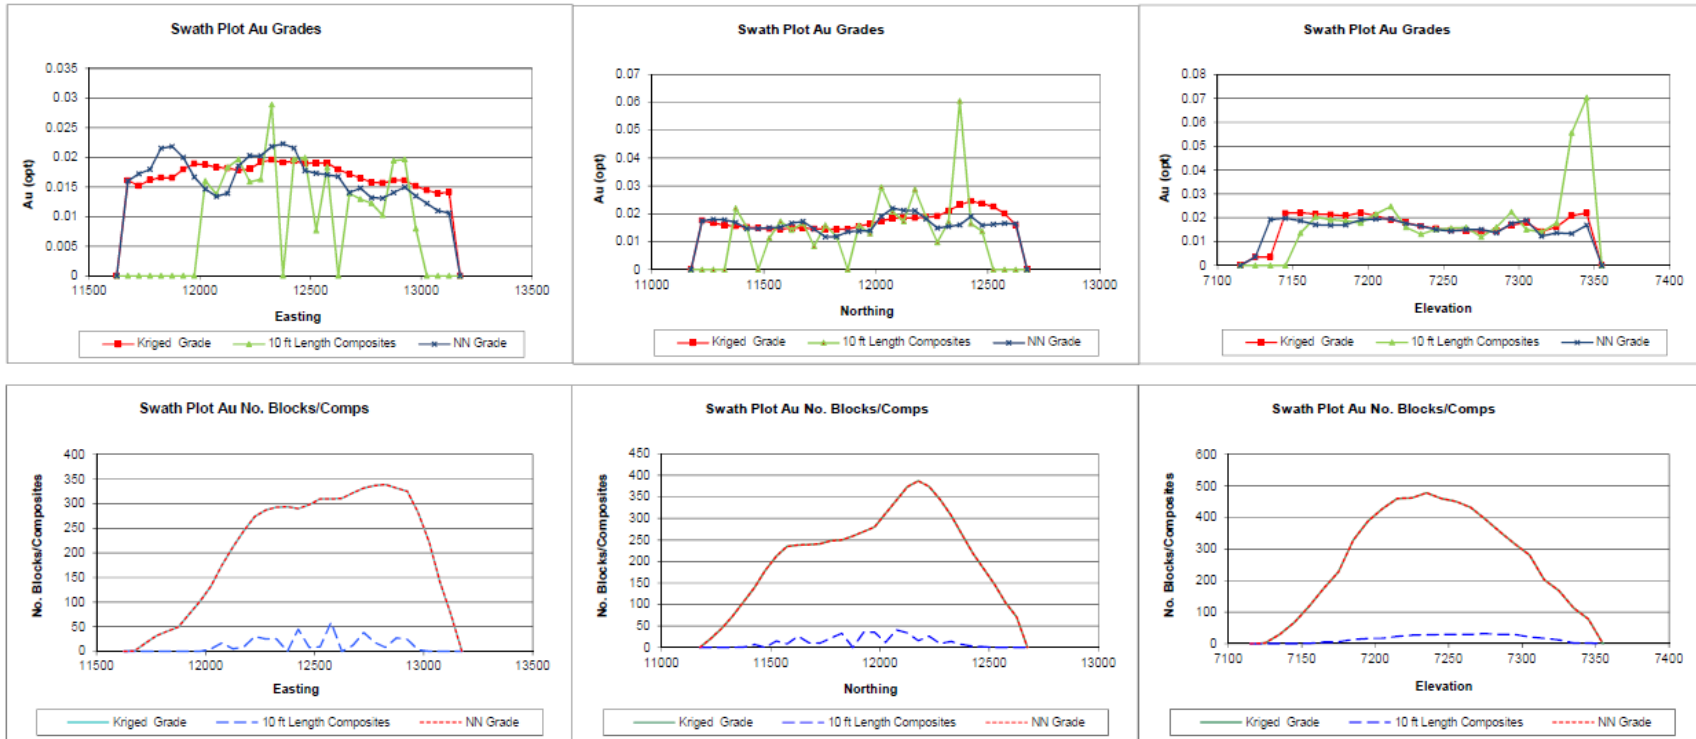 Swath Plot Au Grades
Au (opt)
0.035
0.03
0.025
0.02
0.015
0.01
0.005
0
11500
12000
12500
13000
13500
Easting
Kriged Grade
10 ft Length Composites
NN Grade
Swath Plot Au Grades
Au (opt)
0.07
0.06
0.05
0.04
0.03
0.02
0.01
0
11000
11500
12000
12500
13000
Northing
Kriged Grade
10 ft Length Composites
NN Grade
Swath Plot Au Grades
Au (opt)
0.08
0.07
0.06
0.05
0.04
0.03
0.02
0.01
0
7100
7150
7200
7250
7300
7350
7400
Elevation
Kriged Grade
10 ft Length Composites
NN Grade
Swath Plot Au No. Blocks/Comps
No. Blocks/Composites
400
350
300
250
200
150
100
50
0
11500
12000
12500
13000
13500
Easting
Kriged Grade
10 ft Length Composites
NN Grade
Swath Plot Au No. Blocks/Comps
No. Blocks/Composites
450
400
350
300
250
200
150
100
50
0
11000
11500
12000
12500
13000
Northing
Kriged Grade
10 ft Length Composites
NN Grade
Swath Plot Au No. Blocks/Comps
No. Blocks/Composites
600
500
400
300
200
100
0
7100
7150
7200
7250
7300
7350
7400
Elevation
Kriged Grade
10 ft Length Composites
NN Grade